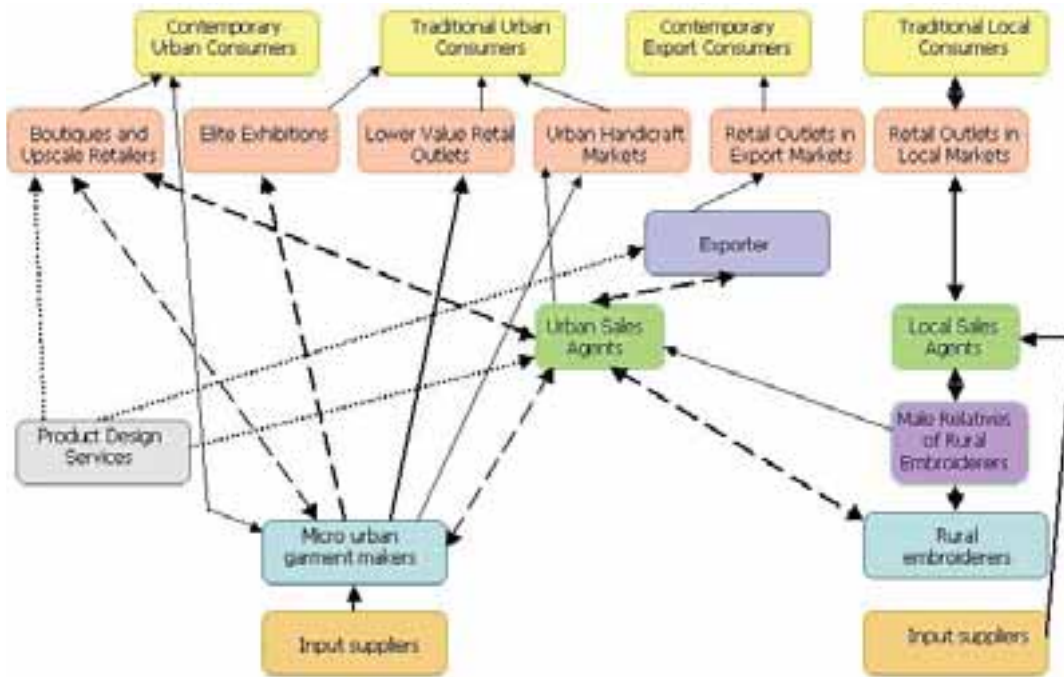 Contemporary
Urban Consumers
Traditional Urban
Consumers
Contemporary
Export Consumers
Traditional Local
Consumers
Boutiques and
Upscale Retailers
Elite Exhibitions
Lower Value Retail
Outlets
Urban Handicraft
Markets
Retail Outlets in
Export Markets
Retail Outlets in
Local Markets
Exporter
Urban Sales
Agents
Local Sales
Agents
Product Design
Services
Male Relatives
of Rural
Embroiderers
Micro urban
garment makers
Rural
embroiderers
Input suppliers
Input suppliers